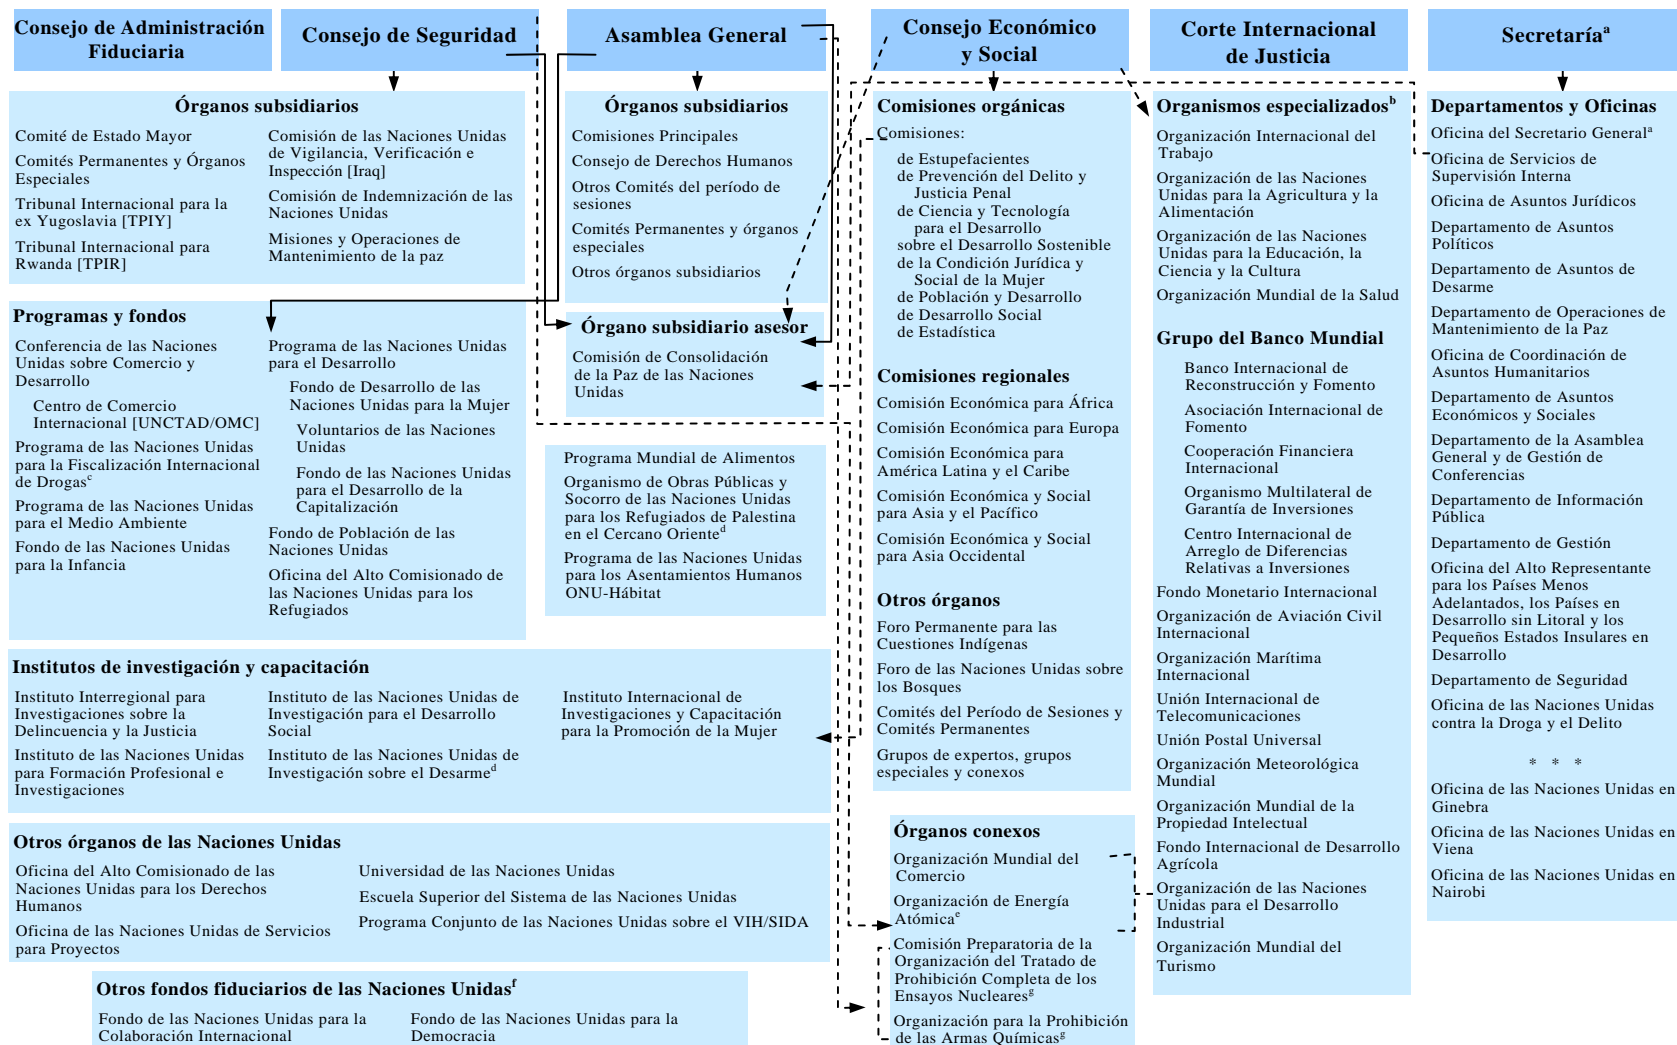 Consejo de Administración
Fiduciaria
Consejo de Seguridad
Asamblea General
Consejo Económico
y Social
Corte Internacional
de Justicia
Secretaríaª
Órganos subsidiarios
Comité de Estado Mayor
Comités Permanentes y Órganos
Especiales
Tribunal Internacional para la
ex Yugoslavia [TPIY]
Tribunal Internacional para
Rwanda [TPIR]
Comisión de las Naciones Unidas
de Vigilancia, Verificación e
Inspección [Iraq]
Comisión de Indemnización de las
Naciones Unidas
Misiones y Operaciones de
Mantenimiento de la paz
Programas y fondos
Conferencia de las Naciones
Unidas sobre Comercio y
Desarrollo
Centro de Comercio
Internacional [UNCTAD/OMC]
Programa de las Naciones Unidas
para la Fiscalización Internacional
de Drogasᶜ
Programa de las Naciones Unidas
para el Medio Ambiente
Fondo de las Naciones Unidas
para la Infancia
Programa de las Naciones Unidas
para el Desarrollo
Fondo de Desarrollo de las
Naciones Unidas para la Mujer
Voluntarios de las Naciones
Unidas
Fondo de las Naciones Unidas
para el Desarrollo de la
Capitalización
Fondo de Población de las
Naciones Unidas
Oficina del Alto Comisionado de
las Naciones Unidas para los
Refugiados
Órganos subsidiarios
Comisiones Principales
Consejo de Derechos Humanos
Otros Comités del período de
sesiones
Comités Permanentes y órganos
especiales
Otros órganos subsidiarios
Órgano subsidiario asesor
Comisión de Consolidación
de la Paz de las Naciones
Unidas
Programa Mundial de Alimentos
Organismo de Obras Públicas y
Socorro de las Naciones Unidas
para los Refugiados de Palestina
en el Cercano Orienteᵈ
Programa de las Naciones Unidas
para los Asentamientos Humanos
ONU-Hábitat
Institutos de investigación y capacitación
Instituto Interregional para
Investigaciones sobre la
Delincuencia y la Justicia
Instituto de las Naciones Unidas
para Formación Profesional e
Investigaciones
Instituto de las Naciones Unidas de
Investigación para el Desarrollo
Social
Instituto de las Naciones Unidas de
Investigación sobre el Desarmeᵈ
Instituto Internacional de
Investigaciones y Capacitación
para la Promoción de la Mujer
Otros órganos de las Naciones Unidas
Oficina del Alto Comisionado de las
Naciones Unidas para los Derechos
Humanos
Oficina de las Naciones Unidas de Servicios
para Proyectos
Universidad de las Naciones Unidas
Escuela Superior del Sistema de las Naciones Unidas
Programa Conjunto de las Naciones Unidas sobre el VIH/SIDA
Otros fondos fiduciarios de las Naciones Unidasᶠ
Fondo de las Naciones Unidas para la
Colaboración Internacional
Fondo de las Naciones Unidas para la
Democracia
Comisiones orgánicas
Comisiones:
de Estupefacientes
de Prevención del Delito y
Justicia Penal
de Ciencia y Tecnología
para el Desarrollo
sobre el Desarrollo Sostenible
de la Condición Jurídica y
Social de la Mujer
de Población y Desarrollo
de Desarrollo Social
de Estadística
Comisiones regionales
Comisión Económica para África
Comisión Económica para Europa
Comisión Económica para
América Latina y el Caribe
Comisión Económica y Social
para Asia y el Pacífico
Comisión Económica y Social
para Asia Occidental
Otros órganos
Foro Permanente para las
Cuestiones Indígenas
Foro de las Naciones Unidas sobre
los Bosques
Comités del Período de Sesiones y
Comités Permanentes
Grupos de expertos, grupos
especiales y conexos
Órganos conexos
Organización Mundial del
Comercio
Organización de Energía
Atómicaᵉ
Comisión Preparatoria de la
Organización del Tratado de
Prohibición Completa de los
Ensayos Nuclearesᵍ
Organización para la Prohibición
de las Armas Químicasᵍ
Organismos especializadosᵇ
Organización Internacional del
Trabajo
Organización de las Naciones
Unidas para la Agricultura y la
Alimentación
Organización de las Naciones
Unidas para la Educación, la
Ciencia y la Cultura
Organización Mundial de la Salud
Grupo del Banco Mundial
Banco Internacional de
Reconstrucción y Fomento
Asociación Internacional de
Fomento
Cooperación Financiera
Internacional
Organismo Multilateral de
Garantía de Inversiones
Centro Internacional de
Arreglo de Diferencias
Relativas a Inversiones
Fondo Monetario Internacional
Organización de Aviación Civil
Internacional
Organización Marítima
Internacional
Unión Internacional de
Telecomunicaciones
Unión Postal Universal
Organización Meteorológica
Mundial
Organización Mundial de la
Propiedad Intelectual
Fondo Internacional de Desarrollo
Agrícola
Organización de las Naciones
Unidas para el Desarrollo
Industrial
Organización Mundial del
Turismo
Departamentos y Oficinas
Oficina del Secretario Generalª
Oficina de Servicios de
Supervisión Interna
Oficina de Asuntos Jurídicos
Departamento de Asuntos
Políticos
Departamento de Asuntos de
Desarme
Departamento de Operaciones de
Mantenimiento de la Paz
Oficina de Coordinación de
Asuntos Humanitarios
Departamento de Asuntos
Económicos y Sociales
Departamento de la Asamblea
General y de Gestión de
Conferencias
Departamento de Información
Pública
Departamento de Gestión
Oficina del Alto Representante
para los Países Menos
Adelantados, los Países en
Desarrollo sin Litoral y los
Pequeños Estados Insulares en
Desarrollo
Departamento de Seguridad
Oficina de las Naciones Unidas
contra la Droga y el Delito
* * *
Oficina de las Naciones Unidas en
Ginebra
Oficina de las Naciones Unidas en
Viena
Oficina de las Naciones Unidas en
Nairobi